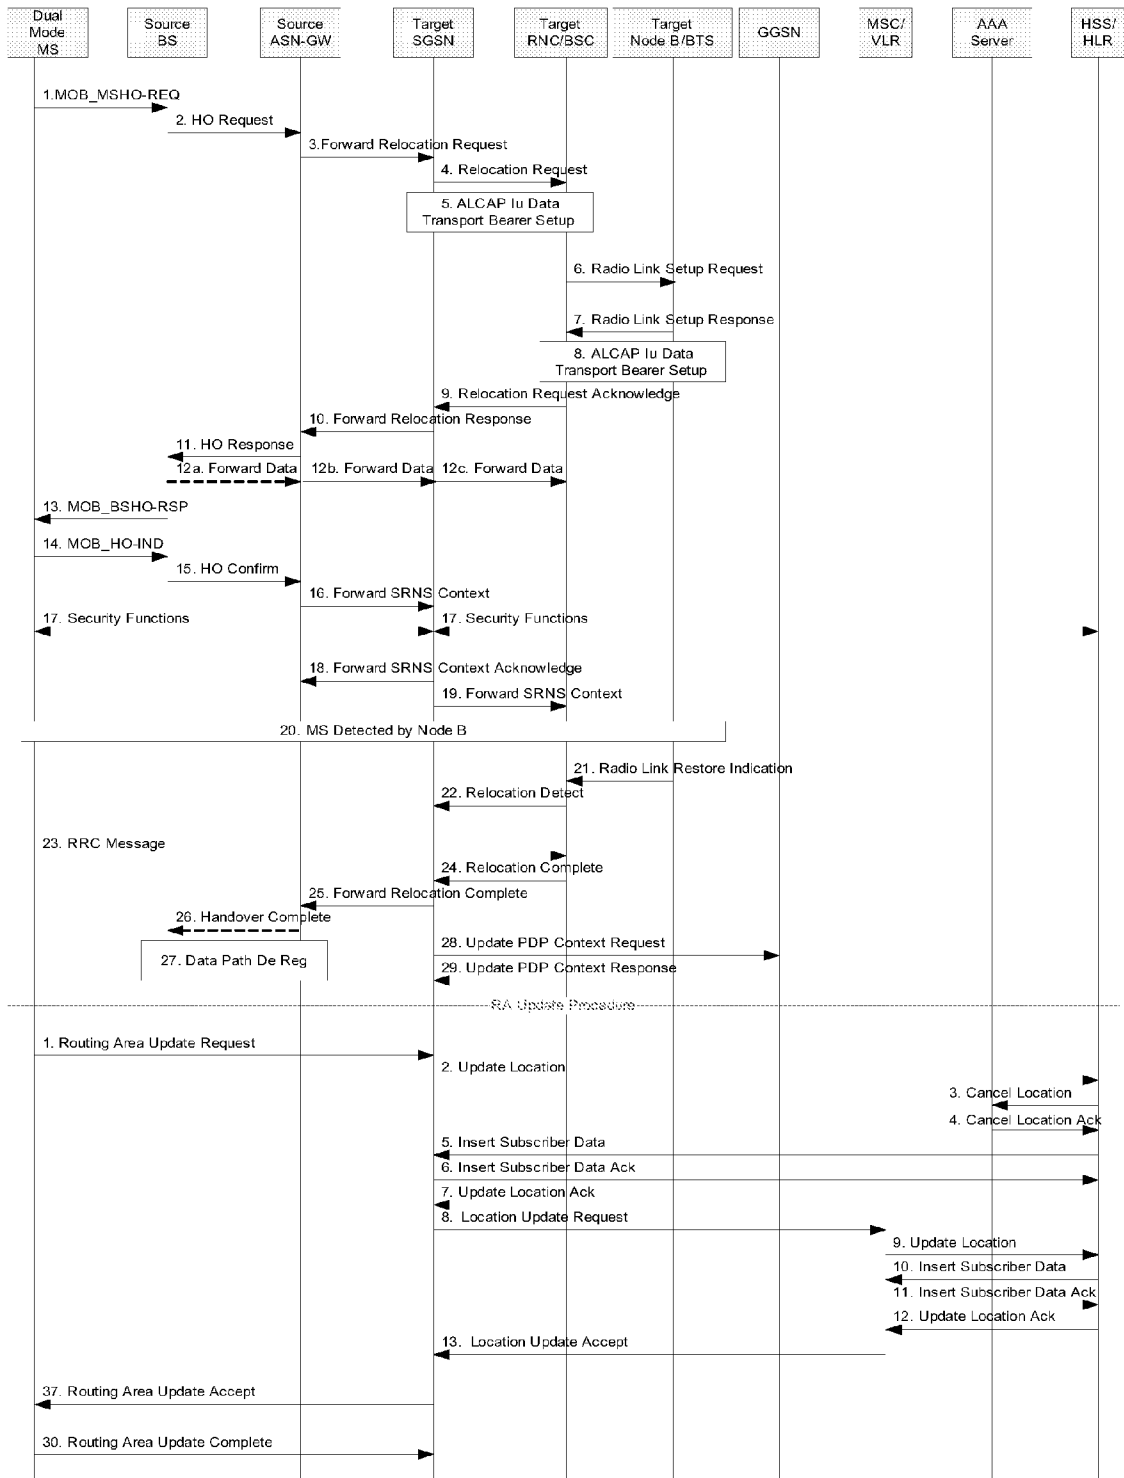 Dual
Mode
MS
Source
BS
Source
ASN-GW
Target
SGSN
Target
RNC/BSC
Target
Node B/BTS
GGSN
MSC/
VLR
AAA
Server
HSS/
HLR
1.MOB_MSHO-REQ
2. HO Request
3.Forward Relocation Request
4. Relocation Request
5. ALCAP Iu Data
Transport Bearer Setup
6. Radio Link Setup Request
7. Radio Link Setup Response
8. ALCAP Iu Data
Transport Bearer Setup
9. Relocation Request Acknowledge
10. Forward Relocation Response
11. HO Response
12a. Forward Data
12b. Forward Data
12c. Forward Data
13. MOB_BSHO-RSP
14. MOB_HO-IND
15. HO Confirm
16. Forward SRNS Context
17. Security Functions
17. Security Functions
18. Forward SRNS Context Acknowledge
19. Forward SRNS Context
20. MS Detected by Node B
21. Radio Link Restore Indication
22. Relocation Detect
23. RRC Message
24. Relocation Complete
25. Forward Relocation Complete
26. Handover Complete
27. Data Path De Reg
28. Update PDP Context Request
29. Update PDP Context Response
RA Update Procedure
1. Routing Area Update Request
2. Update Location
3. Cancel Location
4. Cancel Location Ack
5. Insert Subscriber Data
6. Insert Subscriber Data Ack
7. Update Location Ack
8. Location Update Request
9. Update Location
10. Insert Subscriber Data
11. Insert Subscriber Data Ack
12. Update Location Ack
13. Location Update Accept
37. Routing Area Update Accept
30. Routing Area Update Complete